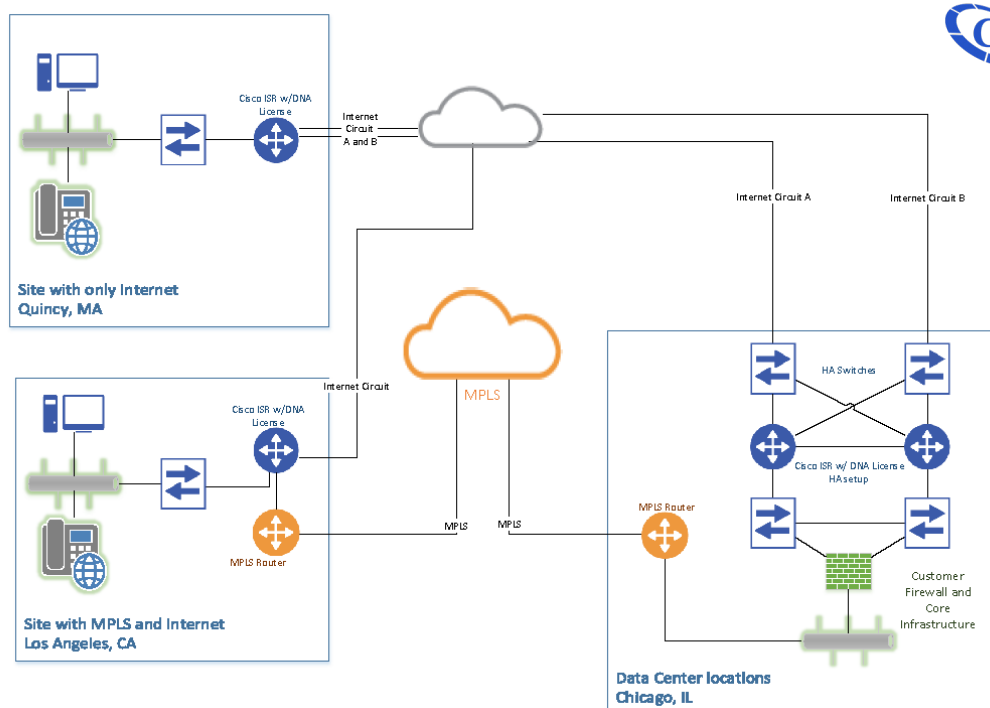 Cisco ISR w/DNA
License
Internet
Circuit
A and B
Internet Circuit A
Internet Circuit B
Site with only Internet
Quincy, MA
HA Switches
Internet Circuit
MPLS
Cisco ISR w/DNA
License
Cisco ISR w/ DNA License
HA setup
MPLS
MPLS
MPLS Router
MPLS Router
Customer
Firewall and
Core
Infrastructure
Site with MPLS and Internet
Los Angeles, CA
Data Center locations
Chicago, IL